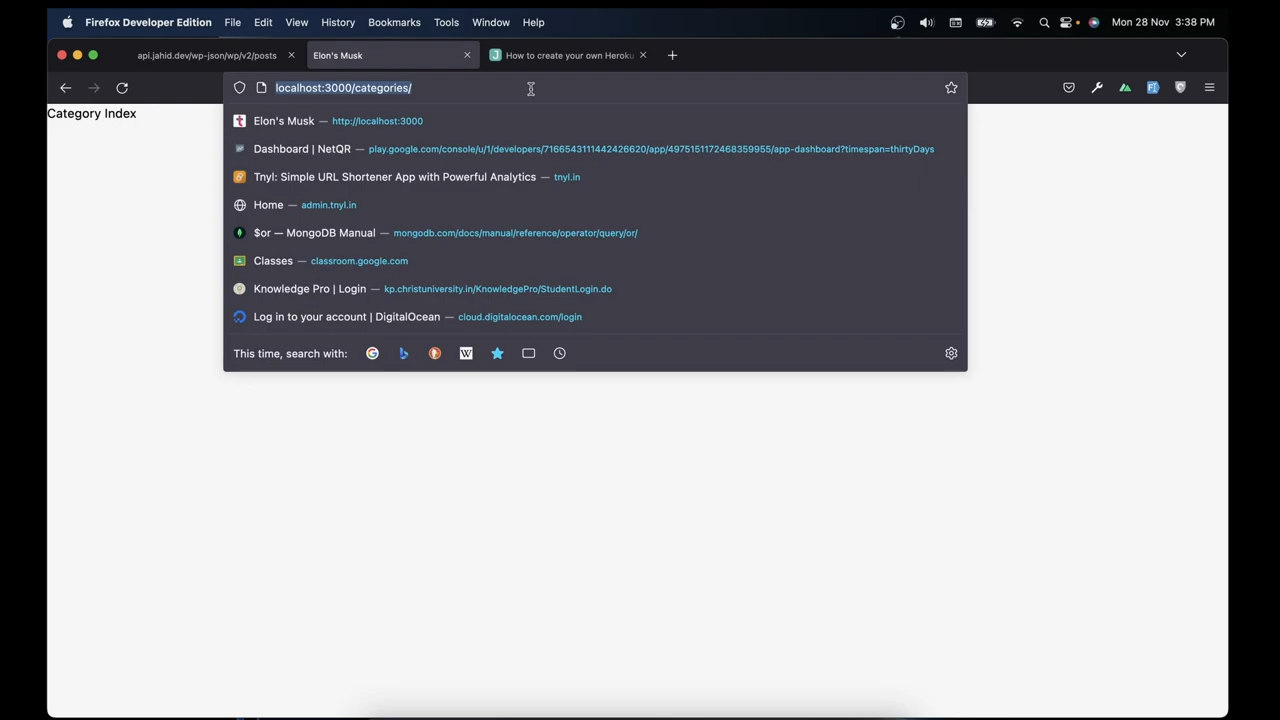 Firefox Developer Edition File Edit View History Bookmarks Tools Window Help Mon 28 Nov 3:38 PM
api.jahid.dev/wp-json/wp/v2/posts Elon's Musk How to create your own Heroku
localhost:3000/categories/
Category Index
Elon's Musk — http://localhost:3000
Dashboard | NetQR — play.google.com/console/u/1/developers/7166543111442426620/app/4975151172468359955/app-dashboard?timespan=thirtyDays
Tnyl: Simple URL Shortener App with Powerful Analytics — tnyl.in
Home — admin.tnyl.in
$or — MongoDB Manual — mongodb.com/docs/manual/reference/operator/query/or/
Classes — classroom.google.com
Knowledge Pro | Login — kp.christuniversity.in/KnowledgePro/StudentLogin.do
Log in to your account | DigitalOcean — cloud.digitalocean.com/login
This time, search with: